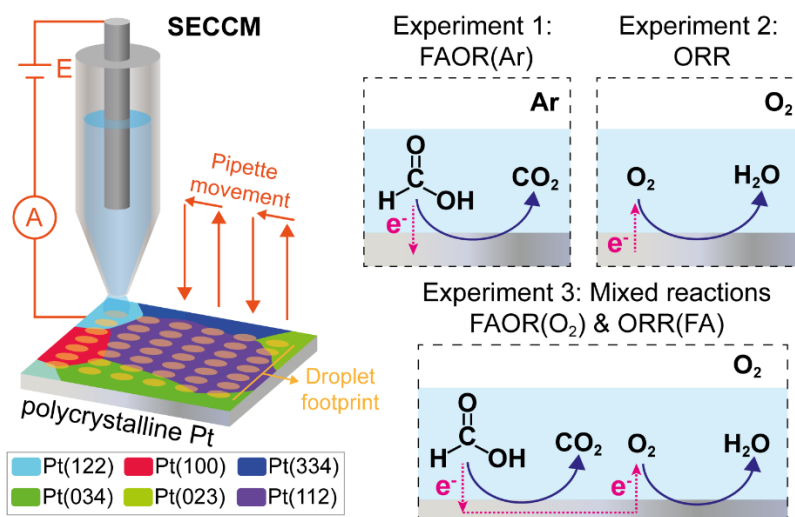 SECCM
E
A
Pipette
movement
Droplet
footprint
polycrystalline Pt
Pt(122) Pt(100) Pt(334)
Pt(034) Pt(023) Pt(112)
Experiment 1:
FAOR(Ar)
Ar
O
H C OH
CO₂
e⁻
Experiment 2:
ORR
O₂
O₂ H₂O
e⁻
Experiment 3: Mixed reactions
FAOR(O₂) & ORR(FA)
O₂
O
H C OH
CO₂ O₂ H₂O
e⁻ e⁻